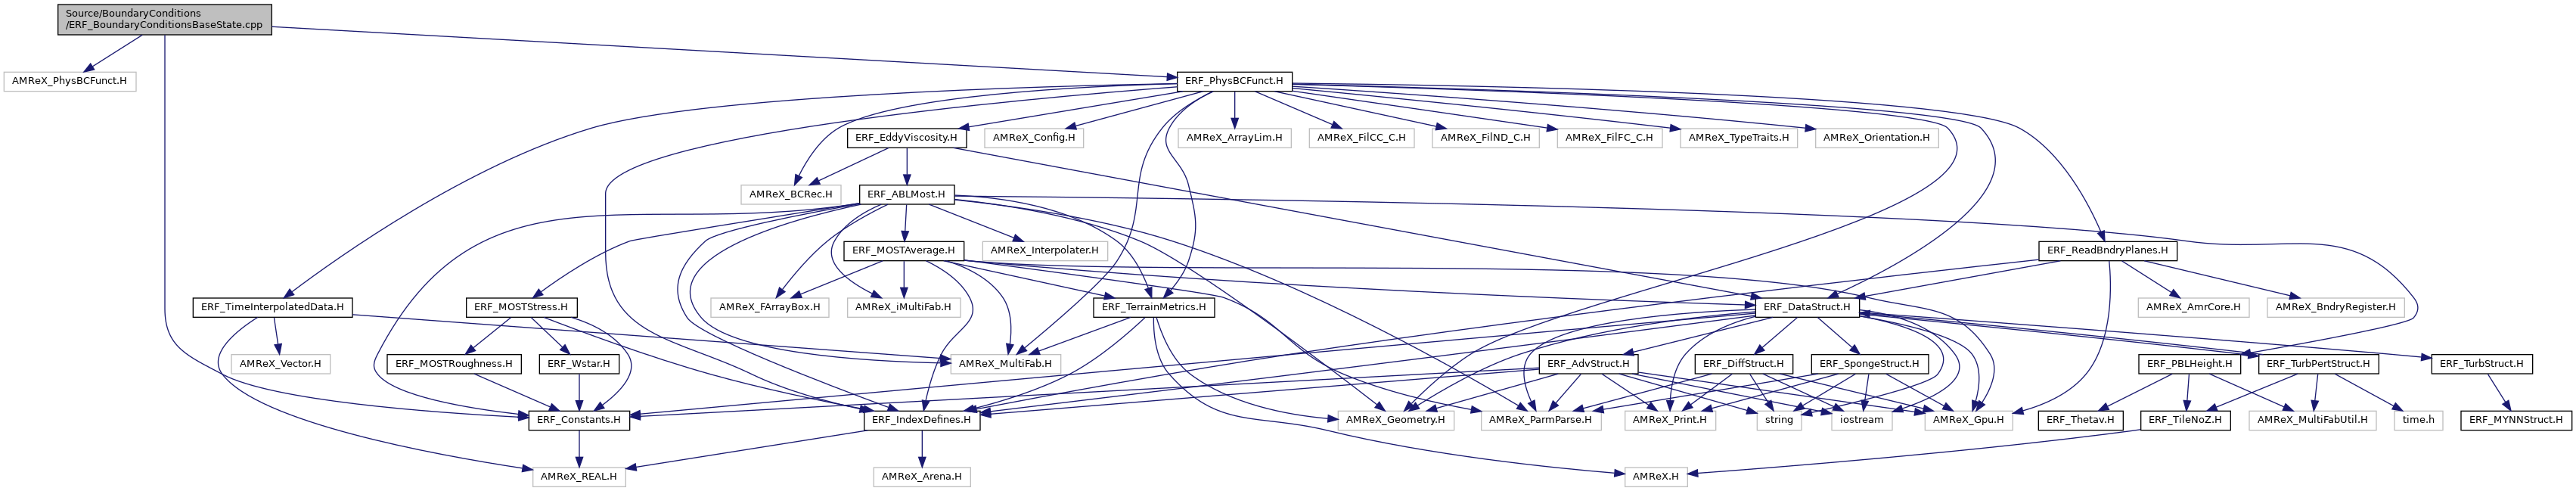 Source/BoundaryConditions
/ERF_BoundaryConditionsBaseState.cpp
AMReX_PhysBCFunct.H
ERF_PhysBCFunct.H
ERF_EddyViscosity.H
AMReX_Config.H
AMReX_ArrayLim.H
AMReX_FilCC_C.H
AMReX_FilND_C.H
AMReX_FilFC_C.H
AMReX_TypeTraits.H
AMReX_Orientation.H
AMReX_BCRec.H
ERF_ABLMost.H
ERF_MOSTAverage.H
AMReX_Interpolater.H
ERF_ReadBndryPlanes.H
ERF_TimeInterpolatedData.H
ERF_MOSTStress.H
AMReX_FArrayBox.H
AMReX_iMultiFab.H
ERF_TerrainMetrics.H
ERF_DataStruct.H
AMReX_AmrCore.H
AMReX_BndryRegister.H
AMReX_Vector.H
ERF_MOSTRoughness.H
ERF_Wstar.H
AMReX_MultiFab.H
ERF_AdvStruct.H
ERF_DiffStruct.H
ERF_SpongeStruct.H
ERF_PBLHeight.H
ERF_TurbPertStruct.H
ERF_TurbStruct.H
ERF_Constants.H
ERF_IndexDefines.H
AMReX_Geometry.H
AMReX_ParmParse.H
AMReX_Print.H
string
iostream
AMReX_Gpu.H
ERF_Thetav.H
ERF_TileNoZ.H
AMReX_MultiFabUtil.H
time.h
ERF_MYNNStruct.H
AMReX_REAL.H
AMReX_Arena.H
AMReX.H